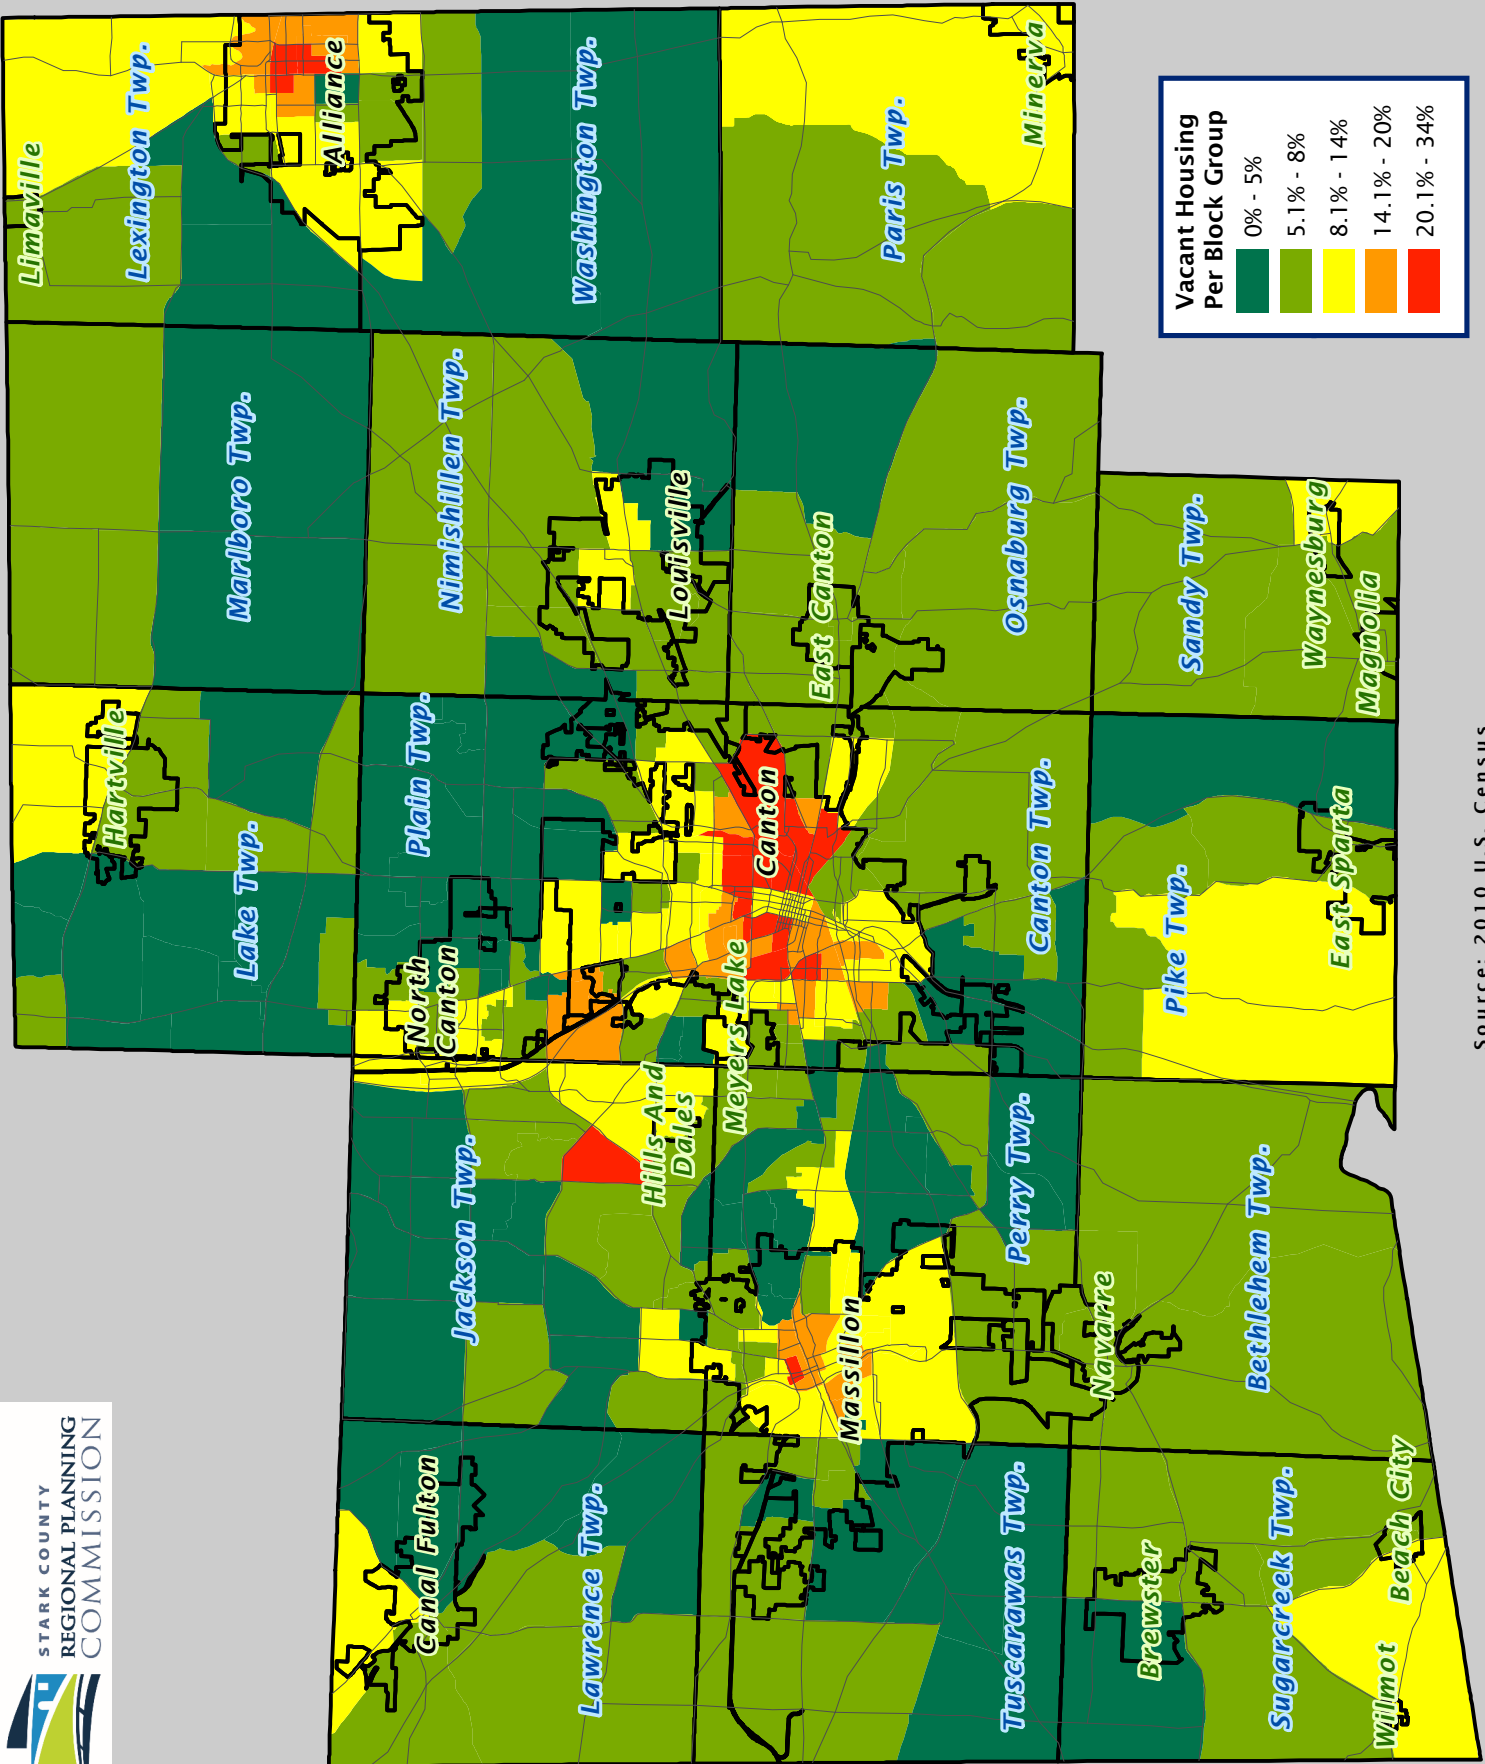 STARK COUNTY
REGIONAL PLANNING
COMMISSION
Canal Fulton
Lawrence Twp.
Tuscarawas Twp.
Brewster
Sugarcreek Twp.
Wilmot
Beach City
Jackson Twp.
Hills And
Dales
Massillon
Perry Twp.
Navarre
Bethlehem Twp.
Hartville
Lake Twp.
Plain Twp.
North
Canton
Meyers Lake
Canton
Canton Twp.
Pike Twp.
East Sparta
Marlboro Twp.
Nimishillen Twp.
Louisville
East Canton
Osnaburg Twp.
Sandy Twp.
Waynesburg
Magnolia
Limaville
Lexington Twp.
Alliance
Washington Twp.
Paris Twp.
Minerva
Vacant Housing
Per Block Group
0% - 5%
5.1% - 8%
8.1% - 14%
14.1% - 20%
20.1% - 34%
Source: 2010 U.S. Census